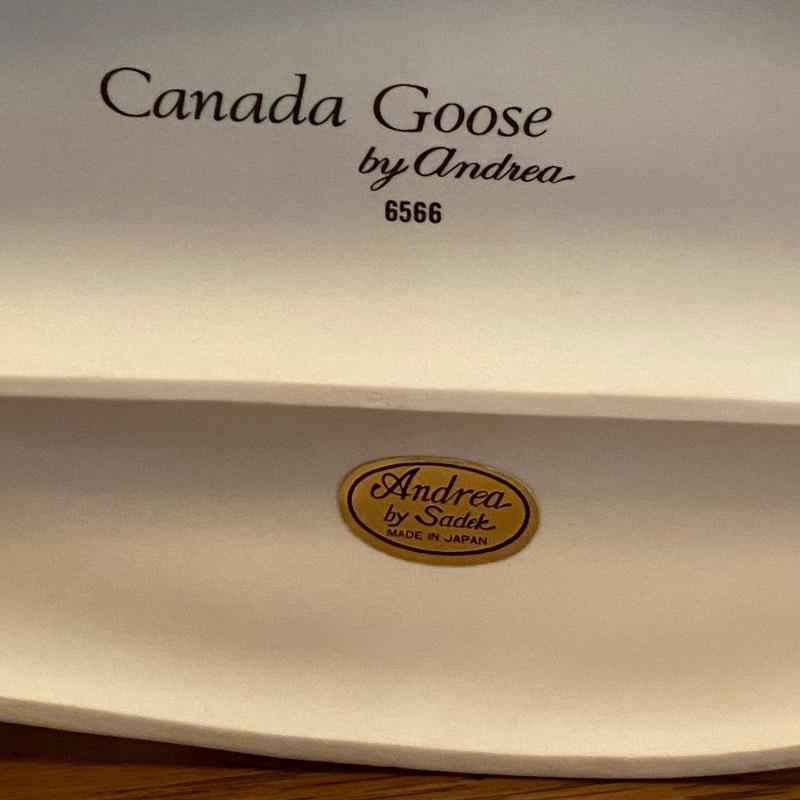 Canada Goose
by Andrea
6566
Andrea
by Sadek
MADE IN JAPAN